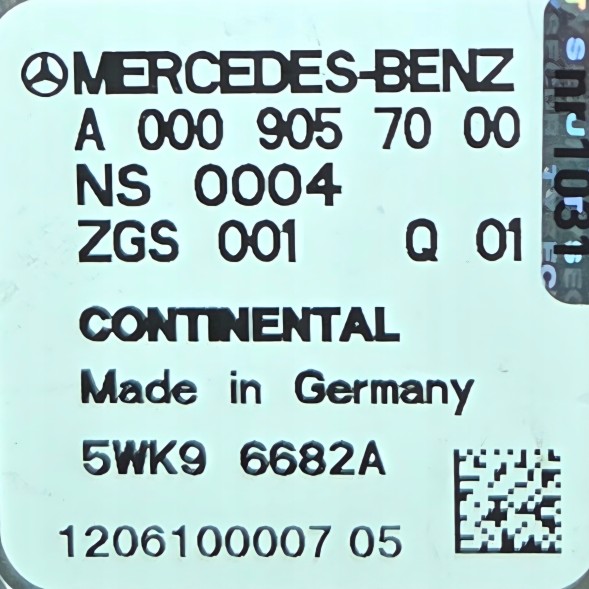 MERCEDES-BENZ
A 000 905 70 00
NS 0004
ZGS 001 Q 01
CONTINENTAL
Made in Germany
5WK9 6682A
1206100007 05